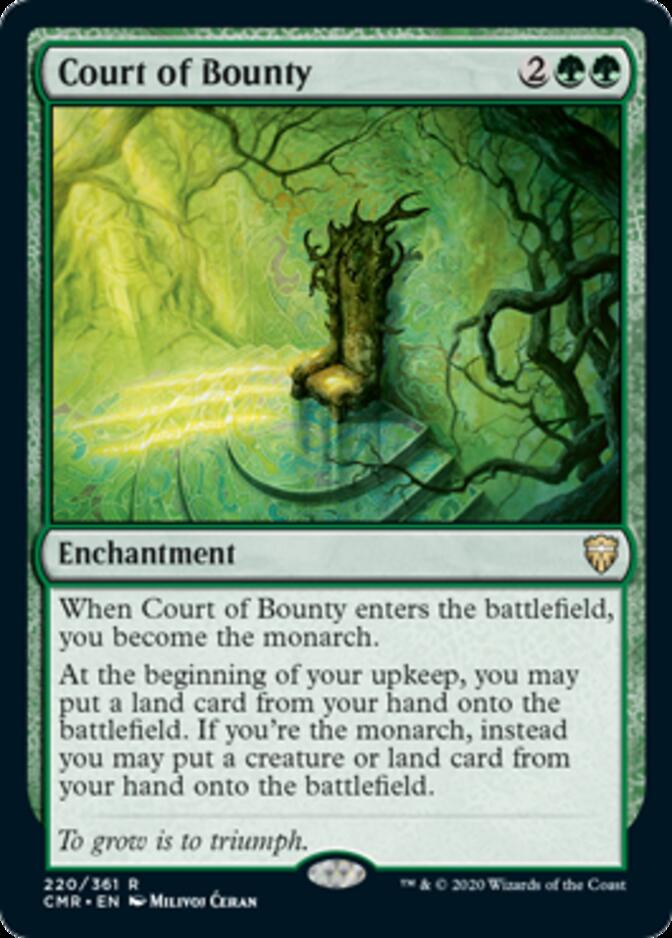 Court of Bounty 2
Enchantment
When Court of Bounty enters the battlefield,
you become the monarch.
At the beginning of your upkeep, you may
put a land card from your hand onto the
battlefield. If you're the monarch, instead
you may put a creature or land card from
your hand onto the battlefield.
To grow is to triumph.
220/361 R
CMR • EN Milivoj Ćeran
™ & © 2020 Wizards of the Coast